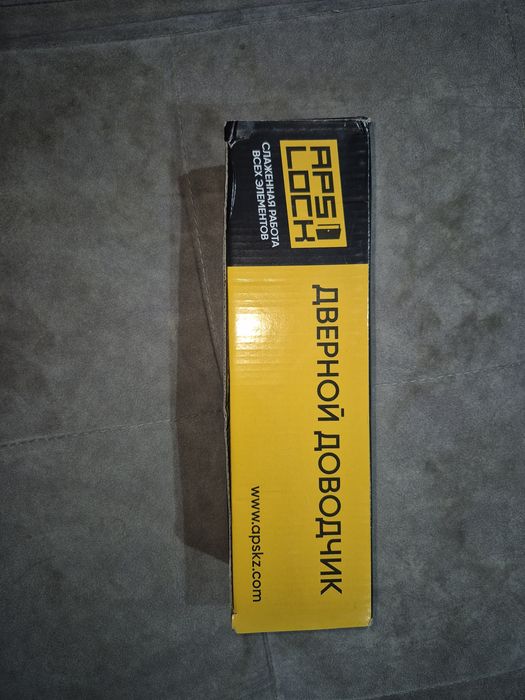 APS
LOCK
СЛАЖЕННАЯ РАБОТА
ВСЕХ ЭЛЕМЕНТОВ
ДВЕРНОЙ ДОВОДЧИК
www.apskz.com